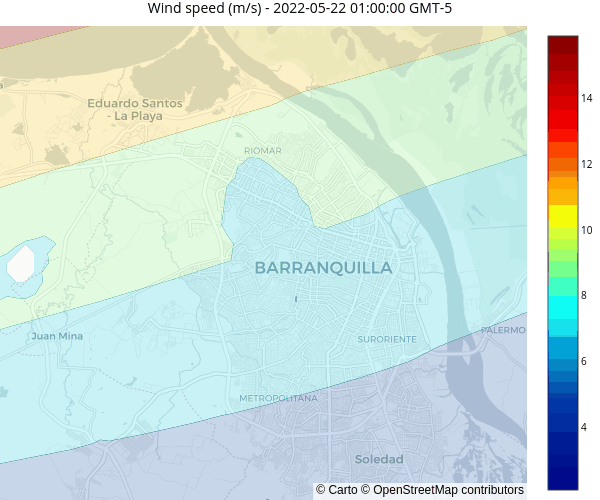 Wind speed (m/s) - 2022-05-22 01:00:00 GMT-5
a
Eduardo Santos
- La Playa
RIOMAR
BARRANQUILLA
Juan Mina
SURORIENTE
PALERMO
METROPOLITANA
Soledad
© Carto © OpenStreetMap contributors
14
12
10
8
6
4